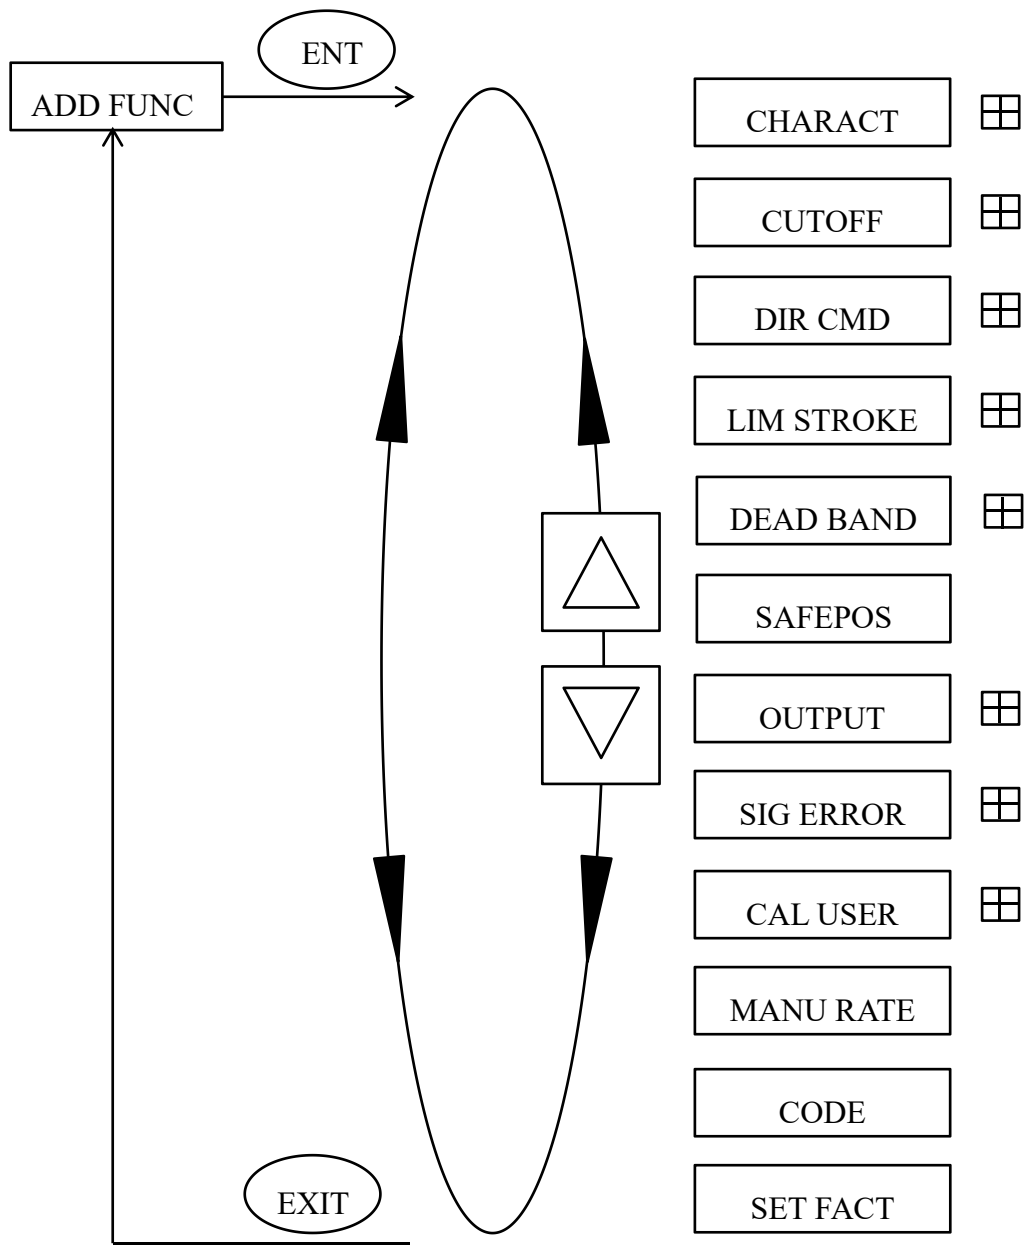 ENT
ADD FUNC
CHARACT
CUTOFF
DIR CMD
LIM STROKE
DEAD BAND
SAFEPOS
OUTPUT
SIG ERROR
CAL USER
MANU RATE
CODE
EXIT
SET FACT